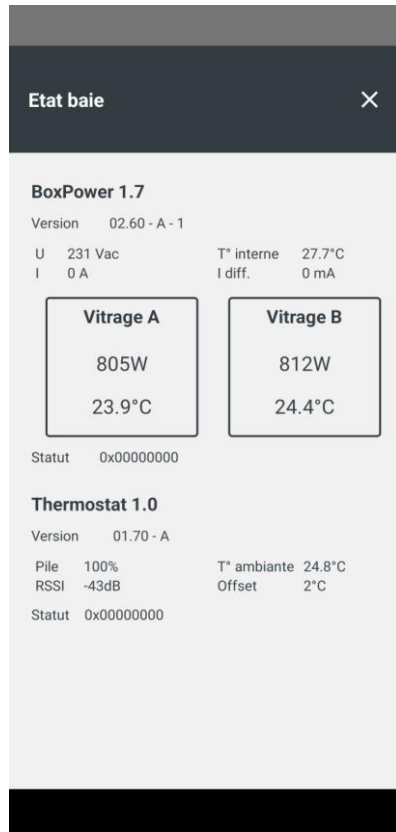 Etat baie
BoxPower 1.7
Version 02.60 - A - 1
U 231 Vac T° interne 27.7°C
I 0 A I diff. 0 mA
Vitrage A Vitrage B
805W 812W
23.9°C 24.4°C
Statut 0x00000000
Thermostat 1.0
Version 01.70 - A
Pile 100% T° ambiante 24.8°C
RSSI -43dB Offset 2°C
Statut 0x00000000